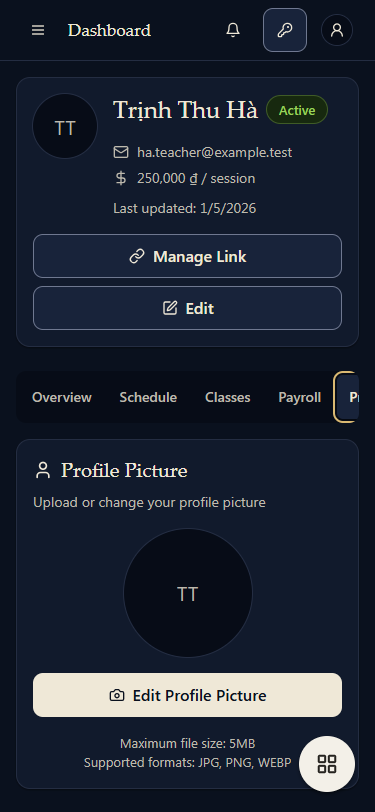 Dashboard
TT
Trịnh Thu Hà
Active
ha.teacher@example.test
250,000 ₫ / session
Last updated: 1/5/2026
Manage Link
Edit
Overview
Schedule
Classes
Payroll
Profile Picture
Upload or change your profile picture
TT
Edit Profile Picture
Maximum file size: 5MB
Supported formats: JPG, PNG, WEBP